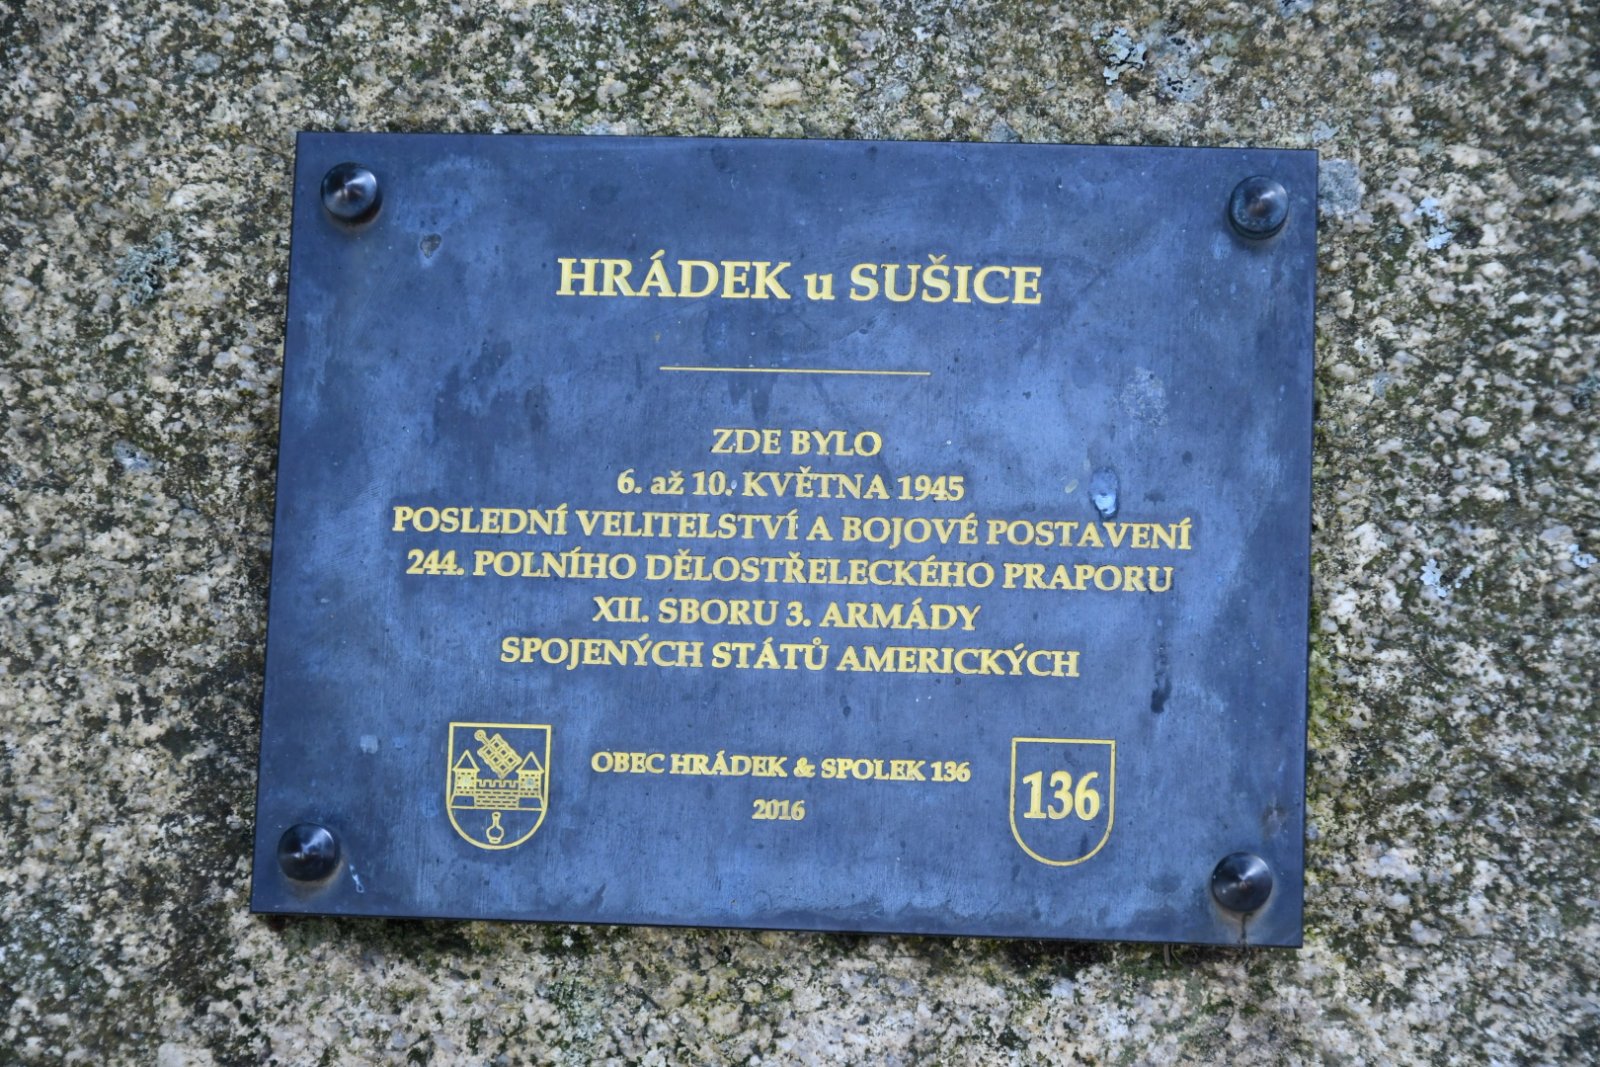 HRÁDEK u SUŠICE
ZDE BYLO
6. až 10. KVĚTNA 1945
POSLEDNÍ VELITELSTVÍ A BOJOVÉ POSTAVENÍ
244. POLNÍHO DĚLOSTŘELECKÉHO PRAPORU
XII. SBORU 3. ARMÁDY
SPOJENÝCH STÁTŮ AMERICKÝCH
OBEC HRÁDEK & SPOLEK 136
2016
136